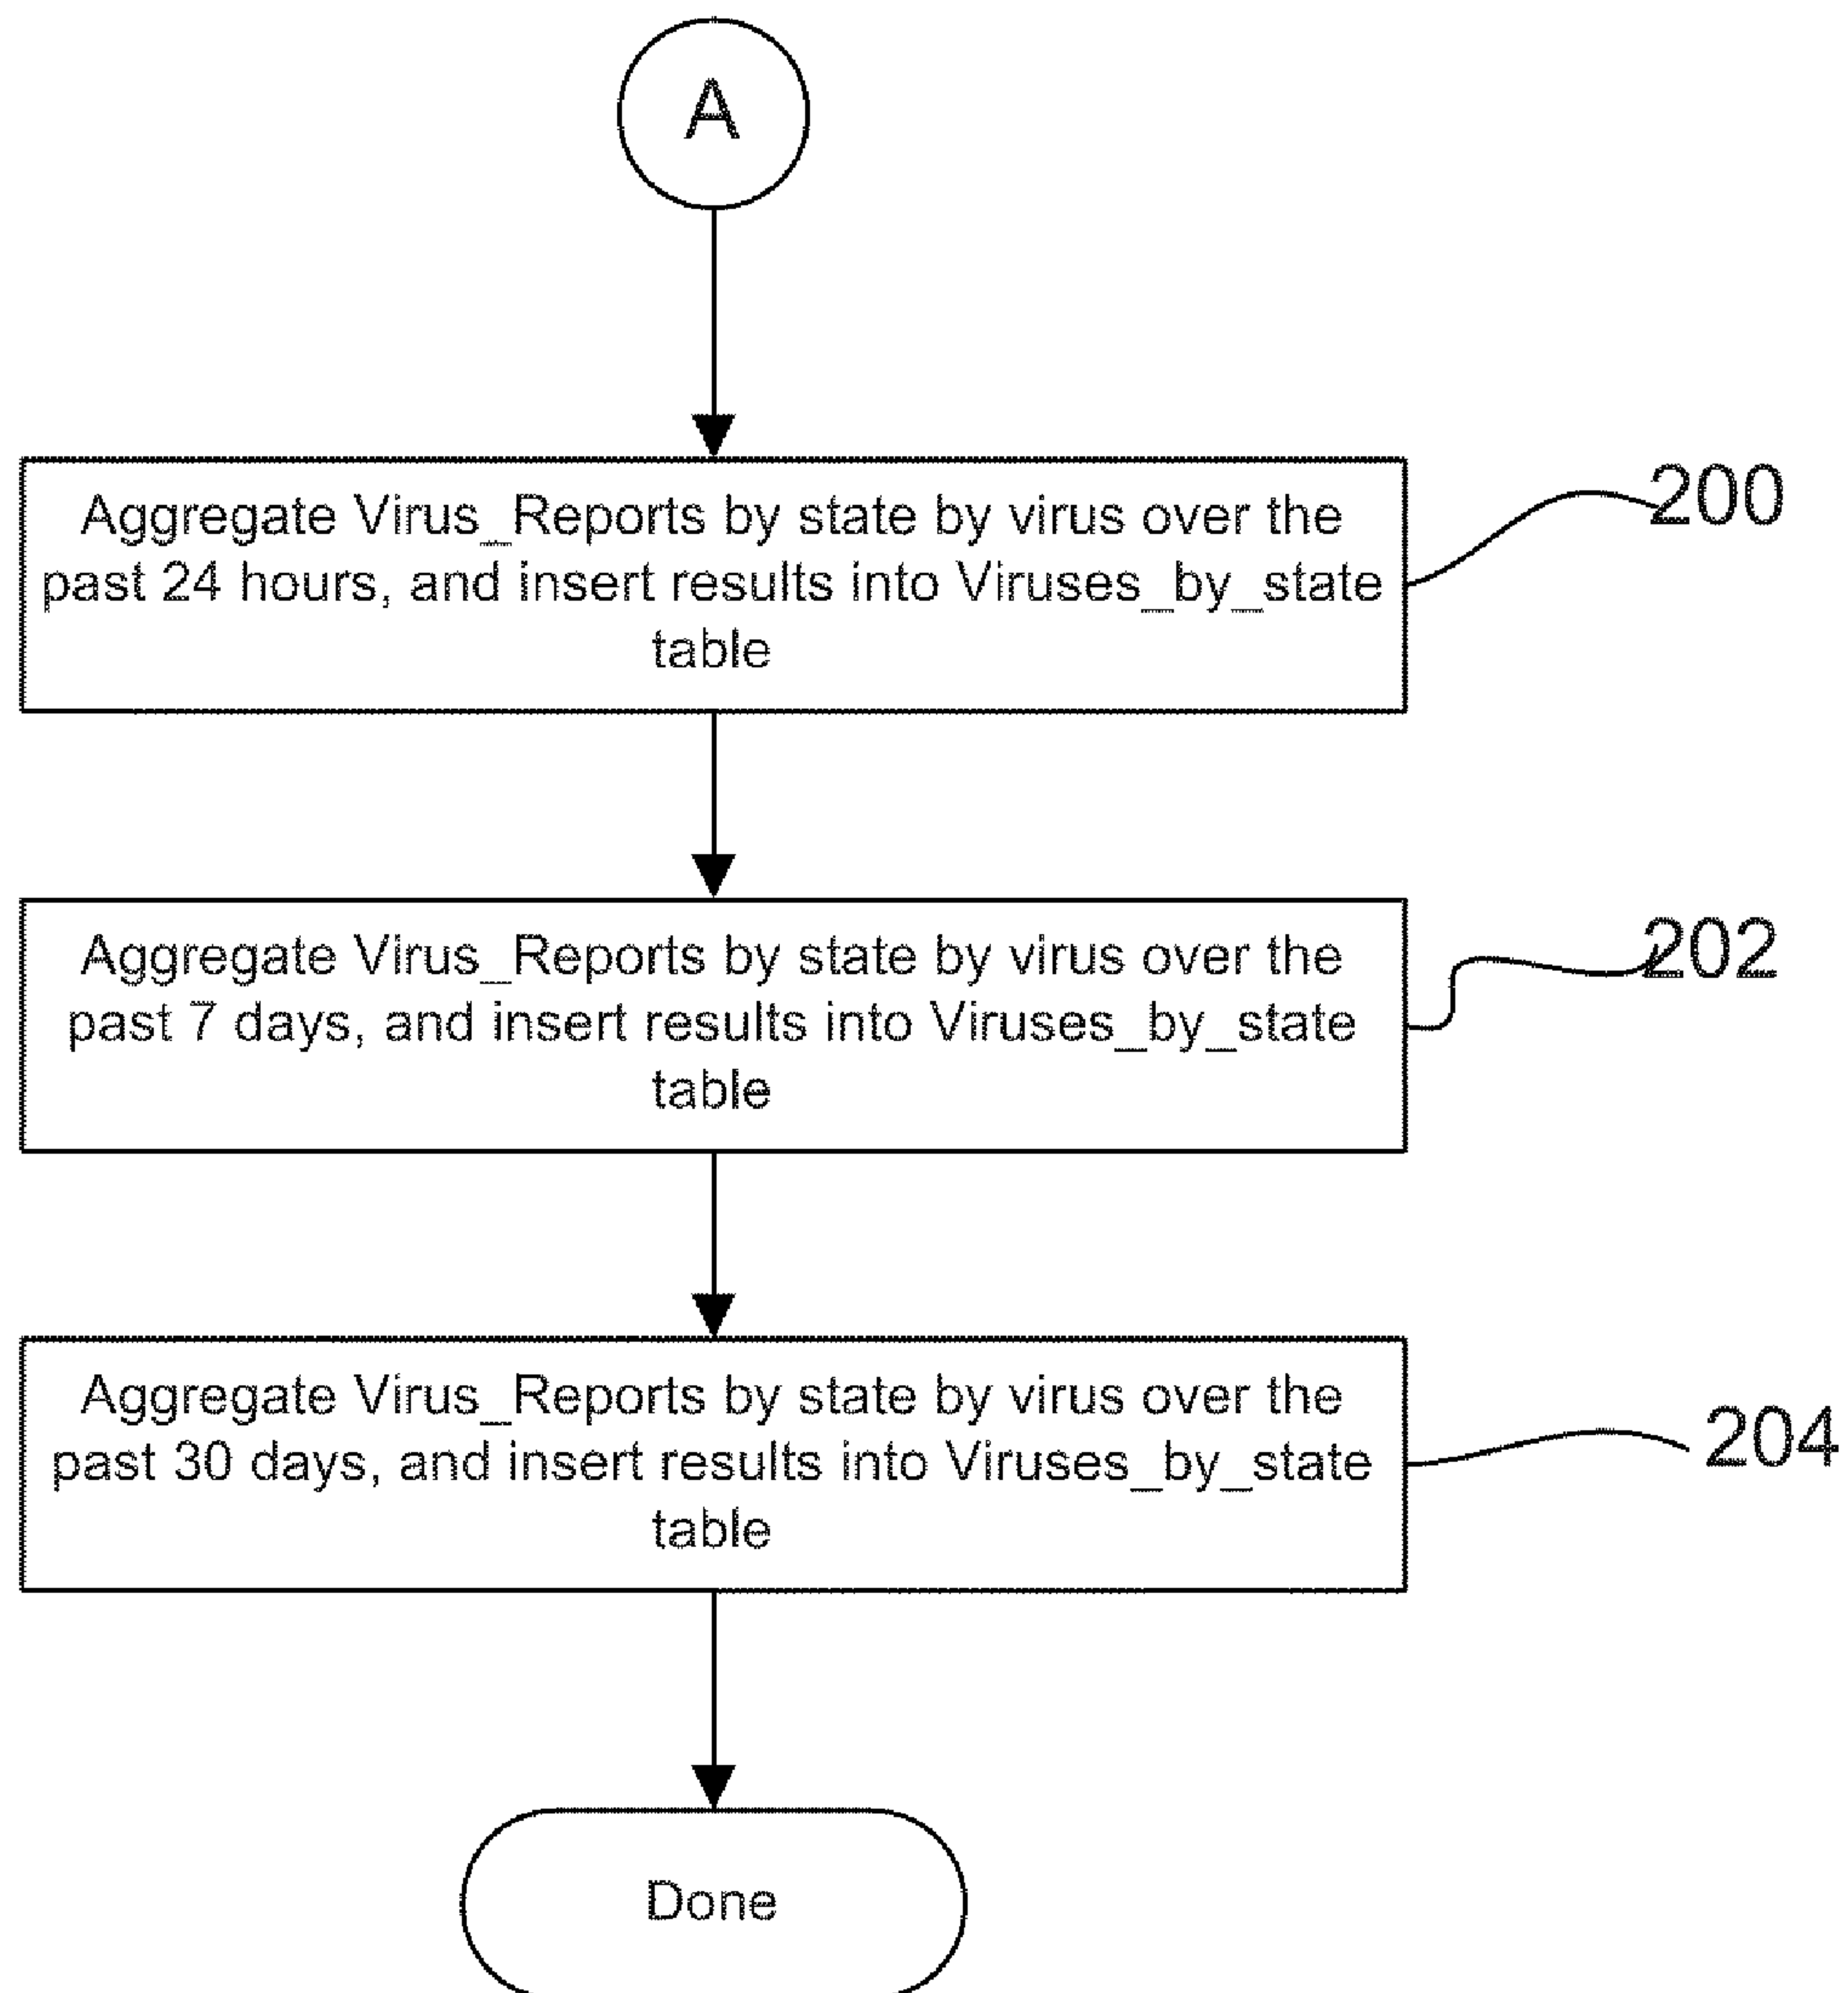 A
Aggregate Virus_Reports by state by virus over the
past 24 hours, and insert results into Viruses_by_state
table
200
Aggregate Virus_Reports by state by virus over the
past 7 days, and insert results into Viruses_by_state
table
202
Aggregate Virus_Reports by state by virus over the
past 30 days, and insert results into Viruses_by_state
table
204
Done